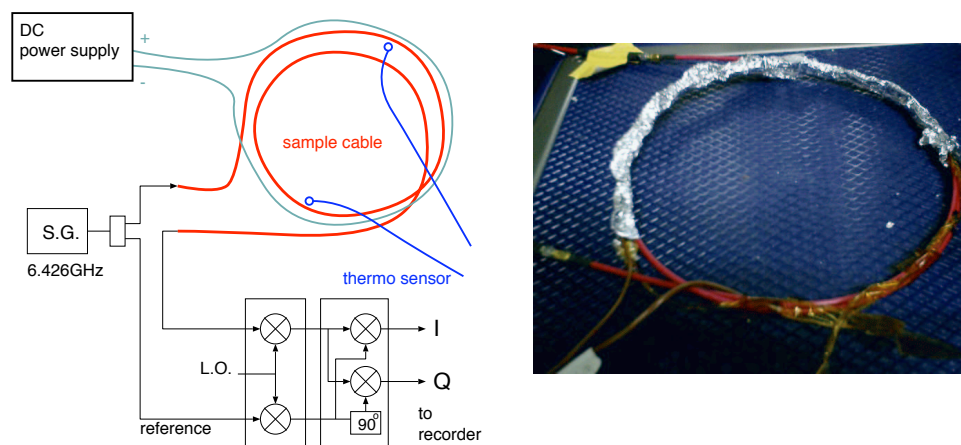 DC
power supply
+
-
sample cable
S.G.
6.426GHz
thermo sensor
I
L.O.
Q
90°
to
recorder
reference